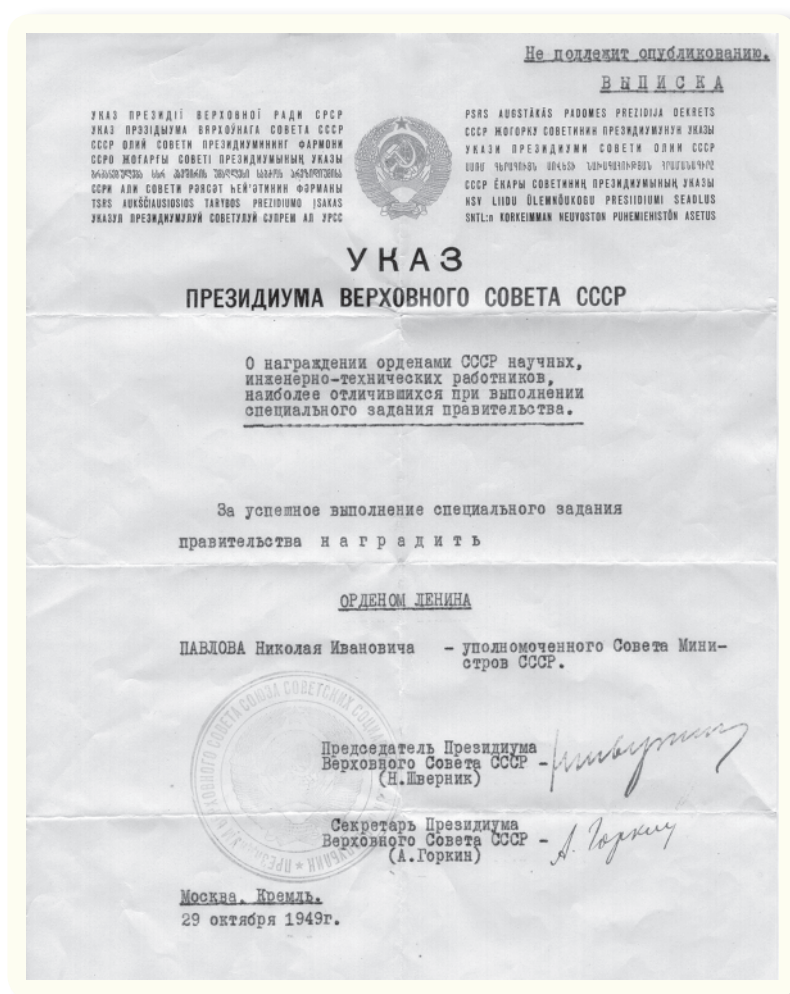 Не подлежит опубликованию.
ВЫПИСКА
УКАЗ ПРЕЗИДІЇ ВЕРХОВНОЇ РАДИ СРСР
УКАЗ ПРЭЗІДЫУМА ВЯРХОЎНАГА СОВЕТА СССР
СССР ОЛИЙ СОВЕТИ ПРЕЗИДИУМИНИНГ ФАРМОНИ
ССРО ЖОГАРГЫ СОВЕТІ ПРЕЗИДИУМЫНЫҢ УКАЗЫ
ССРИ АЛИ СОВЕТИ РӘЈАСӘТ ҺЕЙ'ӘТИНИН ФӘРМАНЫ
TSRS AUKŠČIAUSIOSIOS TARYBOS PREZIDIUMO ĮSAKAS
УКАЗУЛ ПРЕЗИДИУМУЛУЙ СОВЕТУЛУЙ СУПРЕМ АЛ УРСС
PSRS AUGSTĀKĀS PADOMES PREZIDIJA DEKRETS
СССР ЖОГОРКУ СОВЕТИНИН ПРЕЗИДИУМУНУН УКАЗЫ
УКАЗИ ПРЕЗИДИУМИ СОВЕТИ ОЛИИ СССР
СССР ЁКАРЫ СОВЕТИНИҢ ПРЕЗИДИУМЫНЫҢ УКАЗЫ
NSV LIIDU ÜLEMNÕUKOGU PRESIIDIUMI SEADLUS
SNTL:n KORKEIMMAN NEUVOSTON PUHEMIEHISTÖN ASETUS
УКАЗ
ПРЕЗИДИУМА ВЕРХОВНОГО СОВЕТА СССР
О награждении орденами СССР научных,
инженерно-технических работников,
наиболее отличившихся при выполнении
специального задания правительства.
За успешное выполнение специального задания
правительства наградить
ОРДЕНОМ ЛЕНИНА
ПАВЛОВА Николая Ивановича - уполномоченного Совета Мини-
стров СССР.
Председатель Президиума
Верховного Совета СССР -
(Н.Шверник)
Секретарь Президиума
Верховного Совета СССР - А. Горкин
(А.Горкин)
Москва, Кремль.
29 октября 1949г.